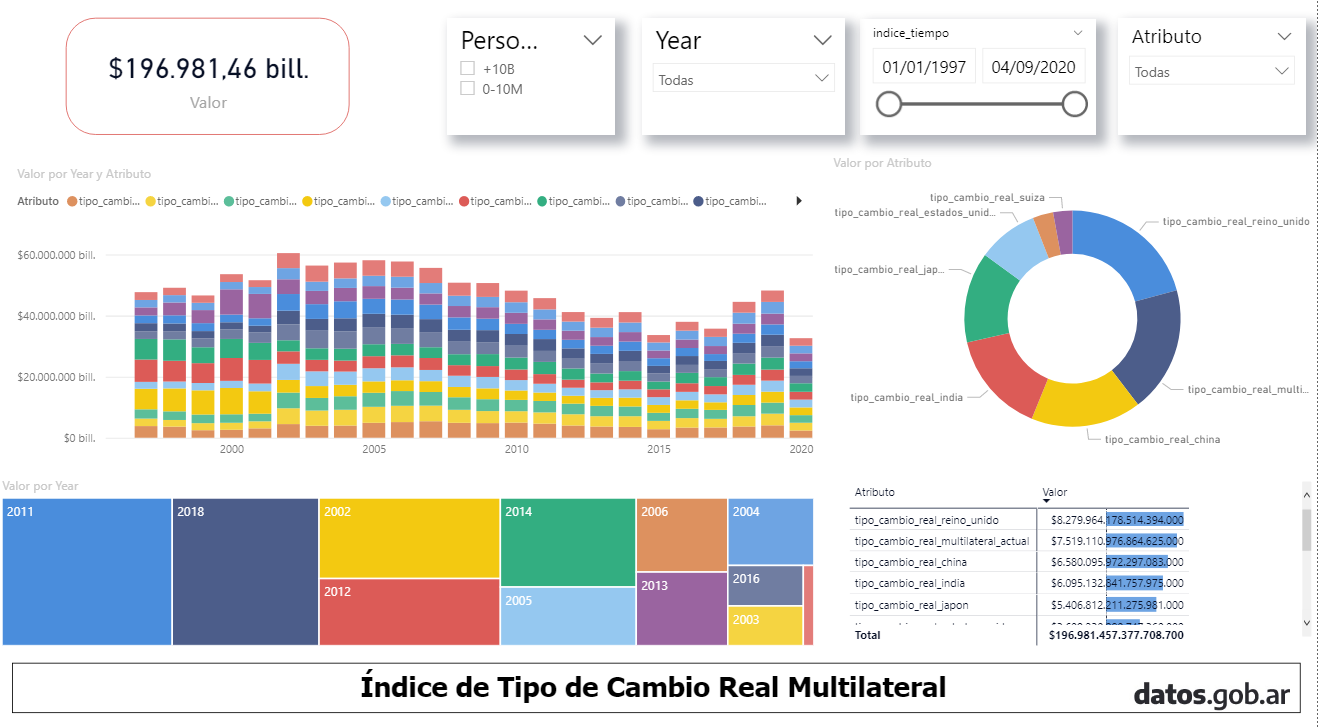 $196.981,46 bill.
Valor
Perso...
+10B
0-10M
Year
Todas
indice_tiempo
01/01/1997 04/09/2020
Atributo
Todas
Valor por Year y Atributo
Atributo tipo_cambi... tipo_cambi... tipo_cambi... tipo_cambi... tipo_cambi... tipo_cambi... tipo_cambi... tipo_cambi... tipo_cambi...
$60.000.000 bill.
$40.000.000 bill.
$20.000.000 bill.
$0 bill.
2000 2005 2010 2015 2020
Valor por Atributo
tipo_cambio_real_suiza
tipo_cambio_real_estados_unid...
tipo_cambio_real_reino_unido
tipo_cambio_real_jap...
tipo_cambio_real_india
tipo_cambio_real_multi...
tipo_cambio_real_china
Valor por Year
2011 2018 2002 2014 2006 2004
2016
2012 2005 2013 2003
Atributo Valor
tipo_cambio_real_reino_unido $8.279.964.178.514.394.000
tipo_cambio_real_multilateral_actual $7.519.110.976.864.625.000
tipo_cambio_real_china $6.580.095.972.297.083.000
tipo_cambio_real_india $6.095.132.841.757.975.000
tipo_cambio_real_japon $5.406.812.211.275.981.000
Total $196.981.457.377.708.700
Índice de Tipo de Cambio Real Multilateral
datos.gob.ar